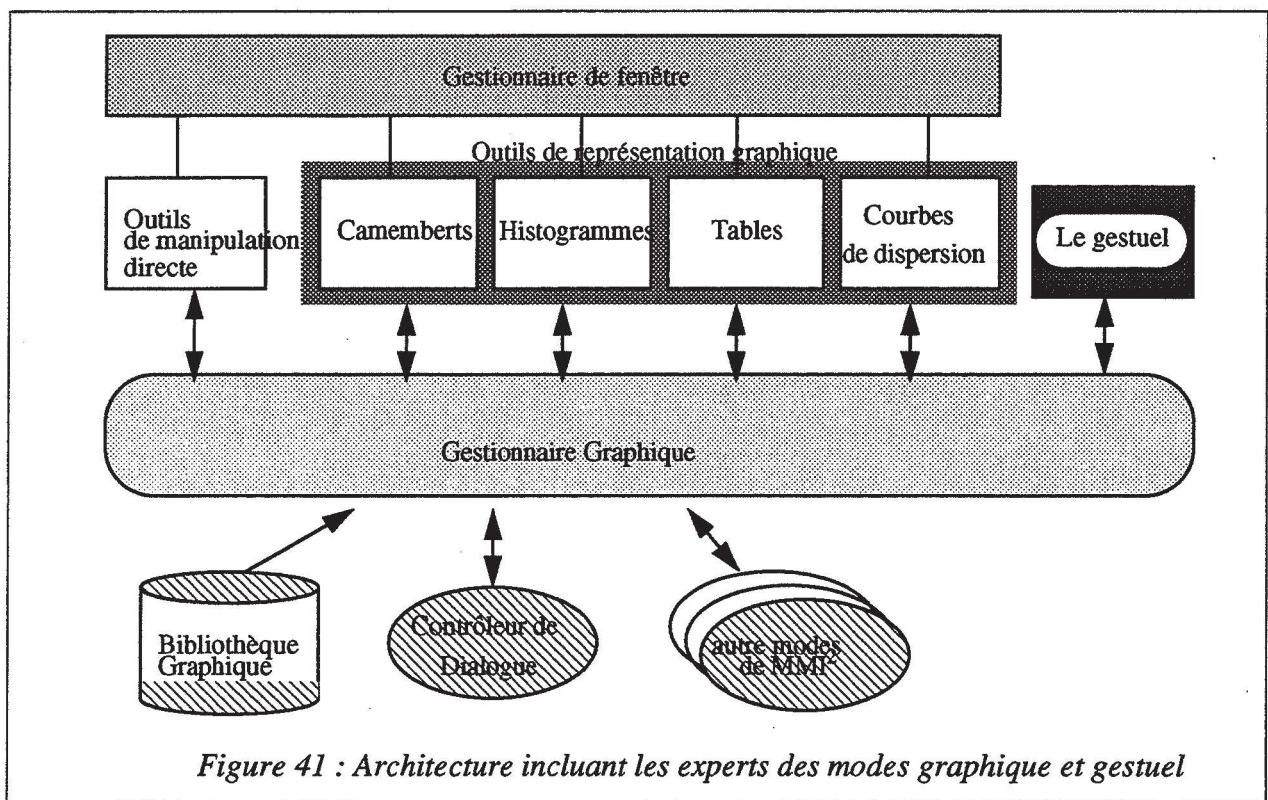 Gestionnaire de fenêtre
Outils de représentation graphique
Outils
de manipulation
directe
Camemberts
Histogrammes
Tables
Courbes
de dispersion
Le gestuel
Gestionnaire Graphique
Bibliothèque
Graphique
Contrôleur de
Dialogue
autre modes
de MMI²
Figure 41 : Architecture incluant les experts des modes graphique et gestuel